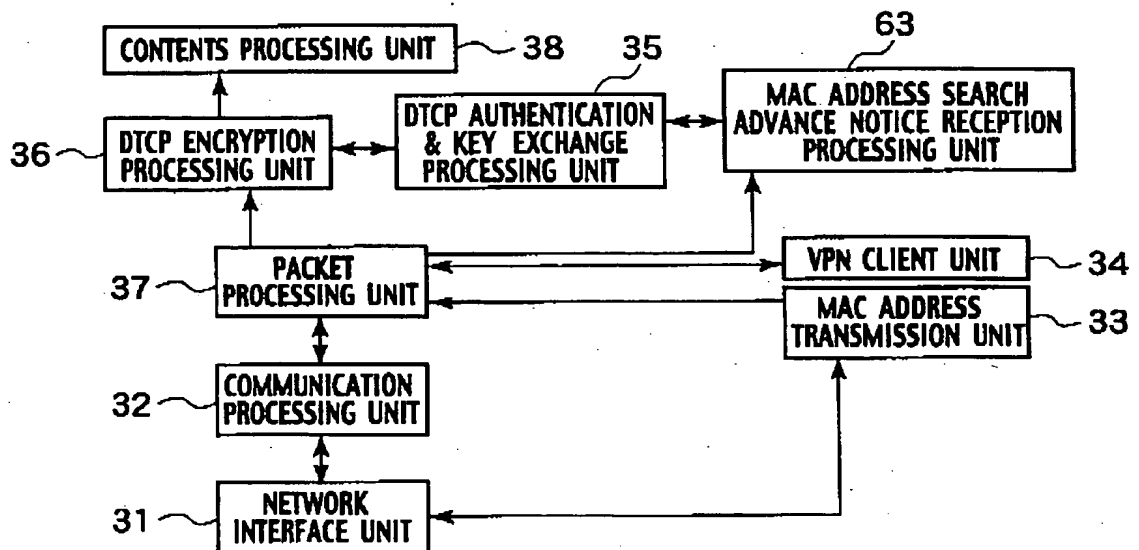 CONTENTS PROCESSING UNIT
38
35
63
36
DTCP ENCRYPTION
PROCESSING UNIT
DTCP AUTHENTICATION
& KEY EXCHANGE
PROCESSING UNIT
MAC ADDRESS SEARCH
ADVANCE NOTICE RECEPTION
PROCESSING UNIT
37
PACKET
PROCESSING UNIT
VPN CLIENT UNIT
34
MAC ADDRESS
TRANSMISSION UNIT
33
32
COMMUNICATION
PROCESSING UNIT
31
NETWORK
INTERFACE UNIT